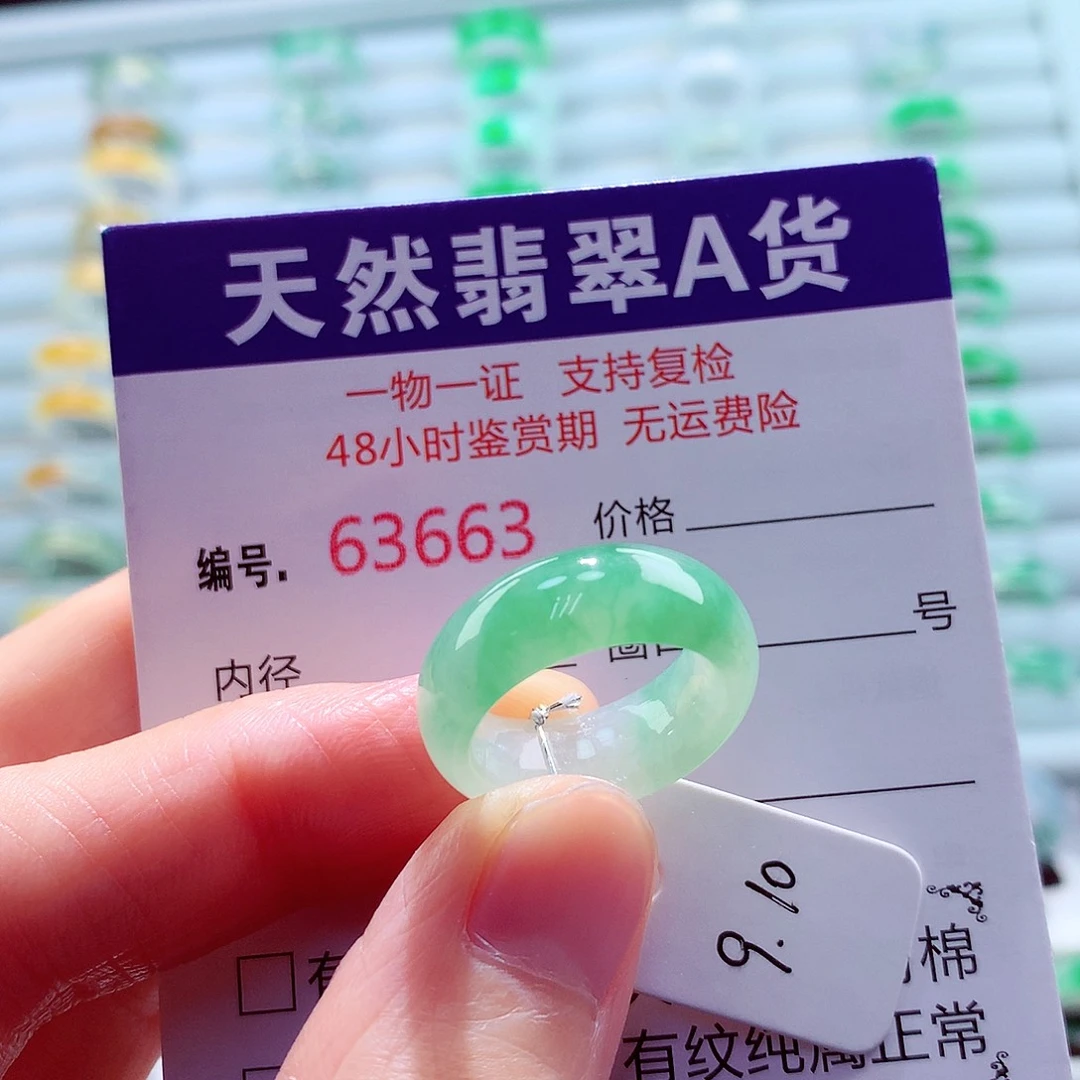 天然翡翠A货
一物一证 支持复检
48小时鉴赏期 无运费险
编号. 63663 价格
号
内径
9.10
有
棉
有纹纯属正常